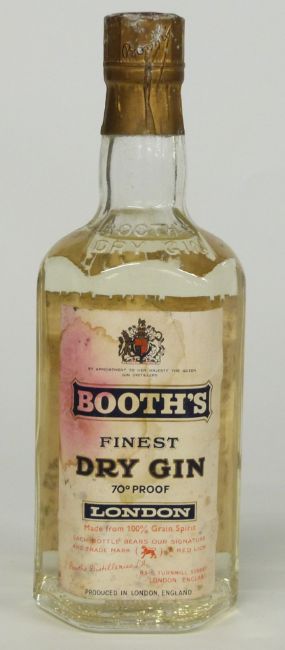 BOOTH'S
DRY GIN
BY APPOINTMENT TO HER MAJESTY THE QUEEN
GIN DISTILLERS
BOOTH'S
FINEST
DRY GIN
70° PROOF
LONDON
Made from 100% Grain Spirit
EACH BOTTLE BEARS OUR SIGNATURE
AND TRADE MARK ( ) RED LION
Booth's Distilleries Ltd
TURNMILL STREET
LONDON ENGLAND
PRODUCED IN LONDON, ENGLAND